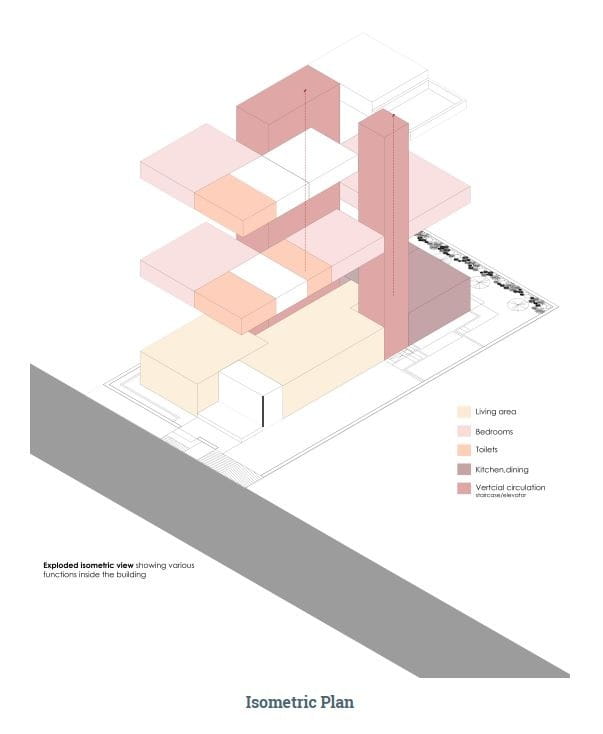 Living area
Bedrooms
Toilets
Kitchen,dining
Vertcial circulation
staircase/elevator
Exploded isometric view showing various
functions inside the building
Isometric Plan